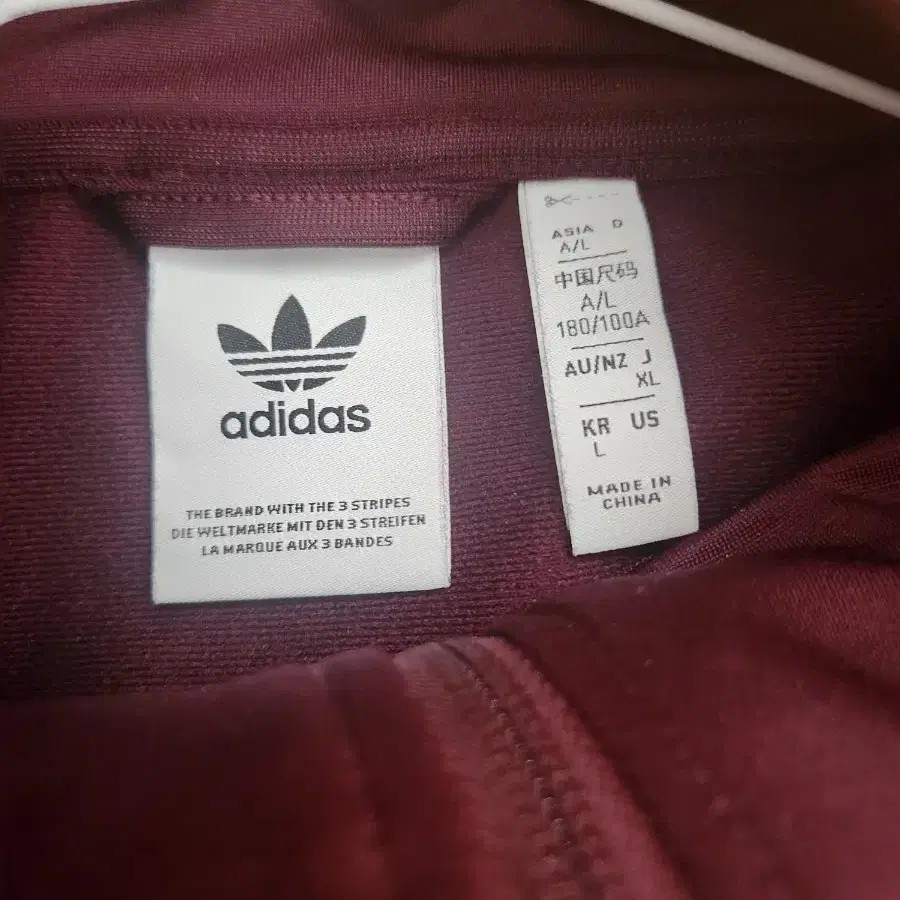 adidas
THE BRAND WITH THE 3 STRIPES
DIE WELTMARKE MIT DEN 3 STREIFEN
LA MARQUE AUX 3 BANDES
ASIA D
A/L
中国尺码
A/L
180/100A
AU/NZ J
XL
KR US
L
MADE IN
CHINA